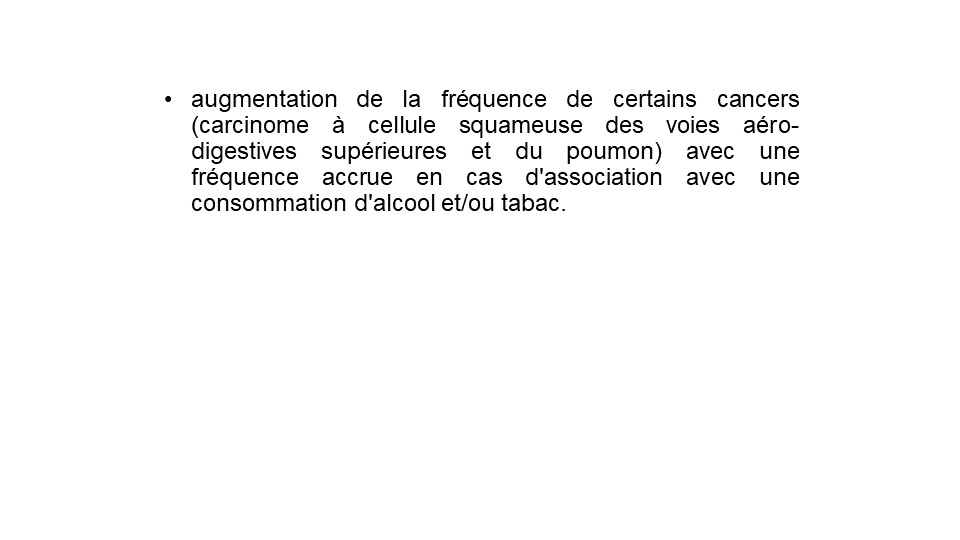 • augmentation de la fréquence de certains cancers
(carcinome à cellule squameuse des voies aéro-
digestives supérieures et du poumon) avec une
fréquence accrue en cas d'association avec une
consommation d'alcool et/ou tabac.